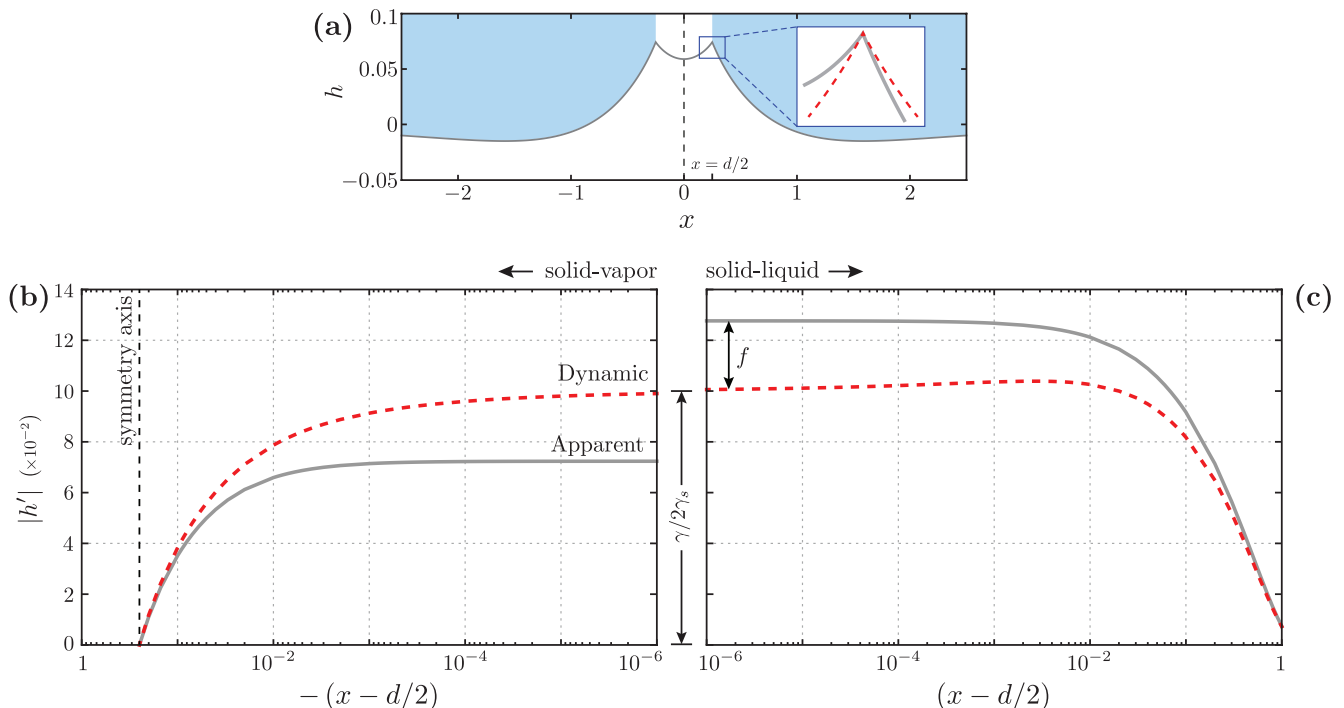 (a)
0.1
0.05
0
−0.05
h
x = d/2
−2
−1
0
1
2
x
solid-vapor
solid-liquid
(b)
14
12
10
8
6
4
2
0
|h′| (×10⁻²)
symmetry axis
Dynamic
Apparent
1
10⁻²
10⁻⁴
10⁻⁶
− (x − d/2)
γ/2γₛ
(c)
f
10⁻⁶
10⁻⁴
10⁻²
1
(x − d/2)